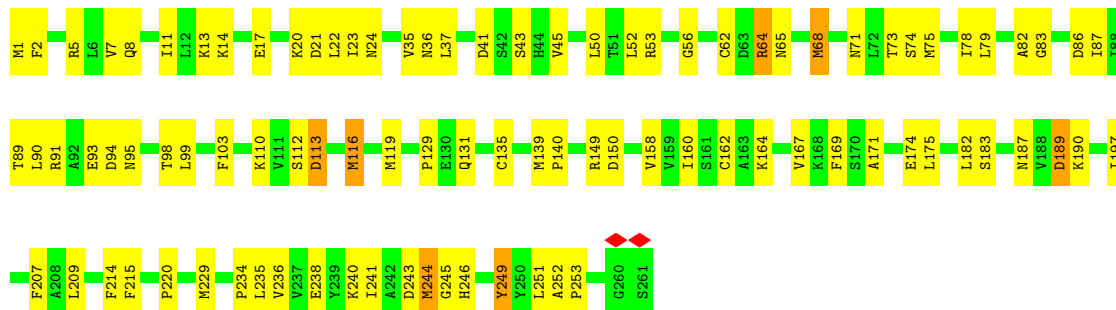 M1 F2 R5 L6 V7 Q8 I11 L12 K13 K14 E17 K20 D21 L22 I23 N24 V35 N36 L37 D41 S42 S43 H44 V45 L50 T51 L52 R53 G56 C62 D63 R64 N65 M68 N71 L72 T73 S74 M75 I78 L79 A82 G83 D86 I87 I88
T89 L90 R91 A92 E93 D94 N95 T98 L99 F103 K110 V111 S112 D113 M116 M119 P129 E130 Q131 C135 M139 P140 R149 D150 V158 V159 I160 S161 C162 A163 K164 V167 K168 F169 S170 A171 E174 L175 L182 S183 N187 V188 D189 K190
F207 A208 L209 F214 F215 P220 M229 P234 L235 V236 V237 E238 Y239 K240 I241 A242 D243 M244 G245 H246 Y249 Y250 L251 A252 P253 G260 S261